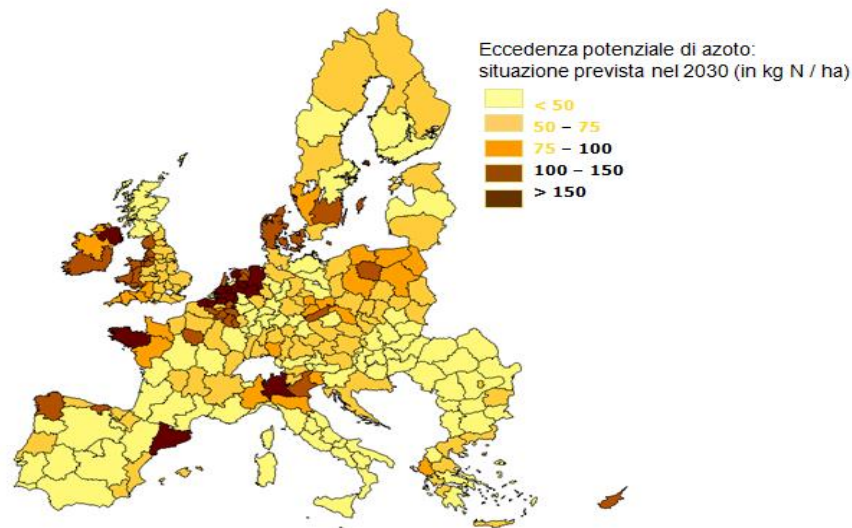 Eccedenza potenziale di azoto:
situazione prevista nel 2030 (in kg N / ha)
< 50
50 – 75
75 – 100
100 – 150
> 150